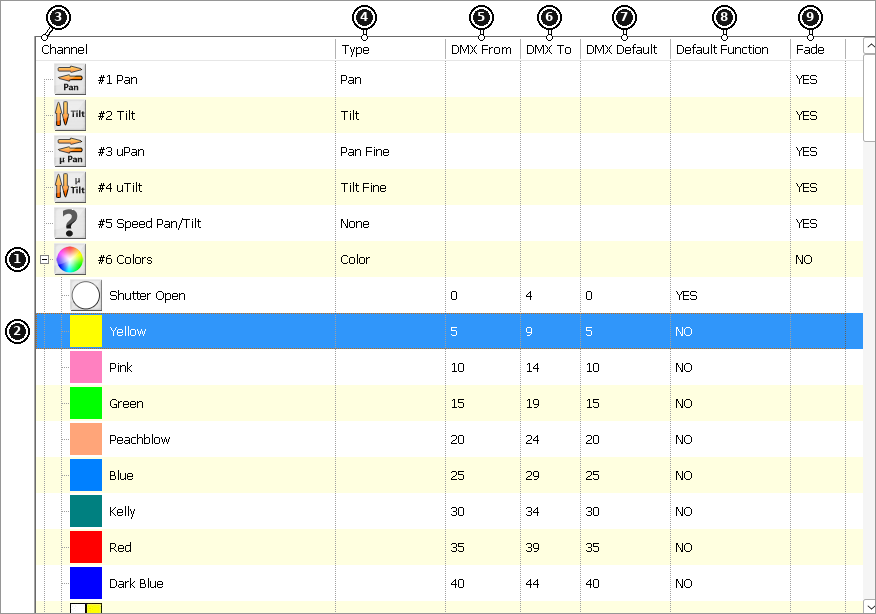 3 4 5 6 7 8 9
Channel Type DMX From DMX To DMX Default Default Function Fade
Pan #1 Pan Pan YES
Tilt #2 Tilt Tilt YES
µ Pan #3 uPan Pan Fine YES
µ Tilt #4 uTilt Tilt Fine YES
? #5 Speed Pan/Tilt None YES
1 #6 Colors Color NO
Shutter Open 0 4 0 YES
2 Yellow 5 9 5 NO
Pink 10 14 10 NO
Green 15 19 15 NO
Peachblow 20 24 20 NO
Blue 25 29 25 NO
Kelly 30 34 30 NO
Red 35 39 35 NO
Dark Blue 40 44 40 NO